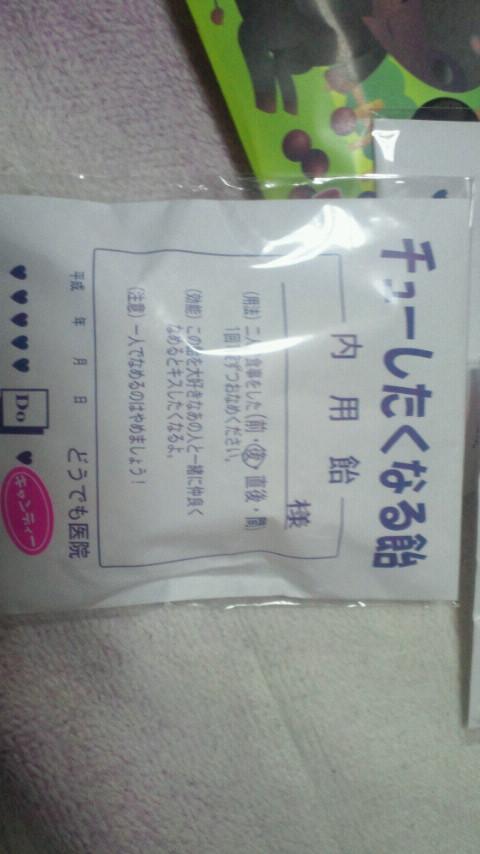 チューしたくなる飴
内用飴
様
(用法) 二人 食事をした(前・後・直後・間)
1回 ずつおなめください。
(効能) この飴を大好きなあの人と一緒に仲良く
なめるとキスしたくなるよ。
(注意) 一人でなめるのはやめましょう!
平成 年 月 日 どうでも医院
♥♥♥♥♥ Do ♥ キャンディー